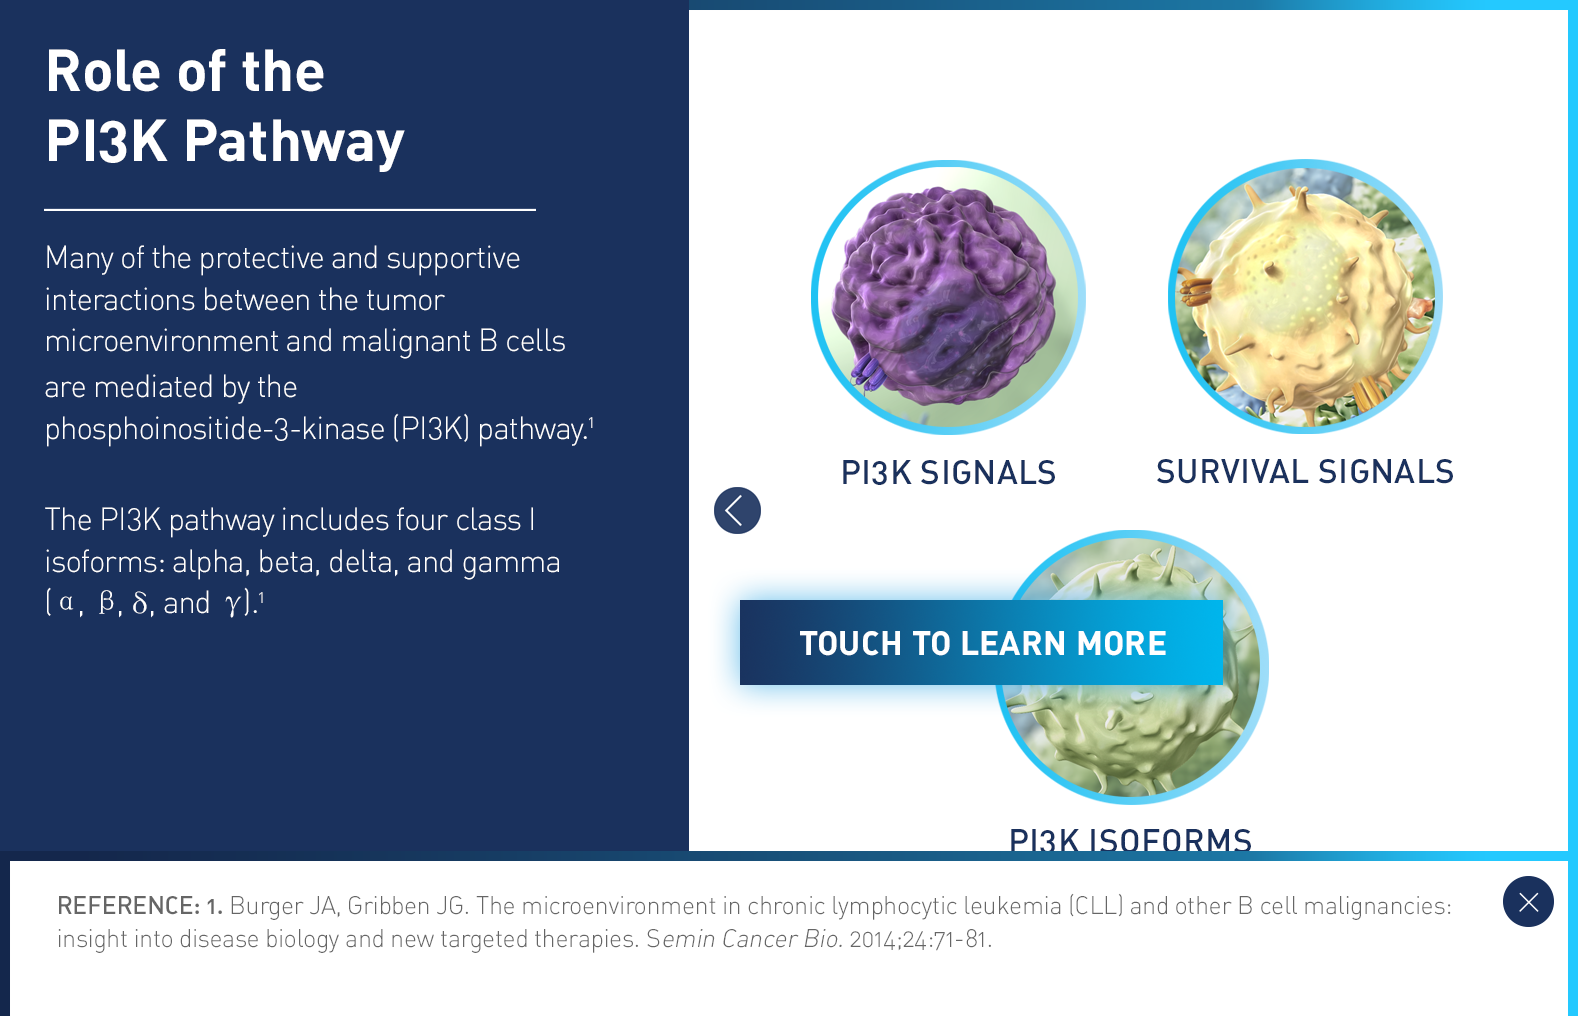 Role of the
PI3K Pathway
Many of the protective and supportive
interactions between the tumor
microenvironment and malignant B cells
are mediated by the
phosphoinositide-3-kinase (PI3K) pathway.¹
The PI3K pathway includes four class I
isoforms: alpha, beta, delta, and gamma
(α, β, δ, and γ).¹
PI3K SIGNALS
SURVIVAL SIGNALS
TOUCH TO LEARN MORE
PI3K ISOFORMS
REFERENCE: 1. Burger JA, Gribben JG. The microenvironment in chronic lymphocytic leukemia (CLL) and other B cell malignancies:
insight into disease biology and new targeted therapies. Semin Cancer Bio. 2014;24:71-81.